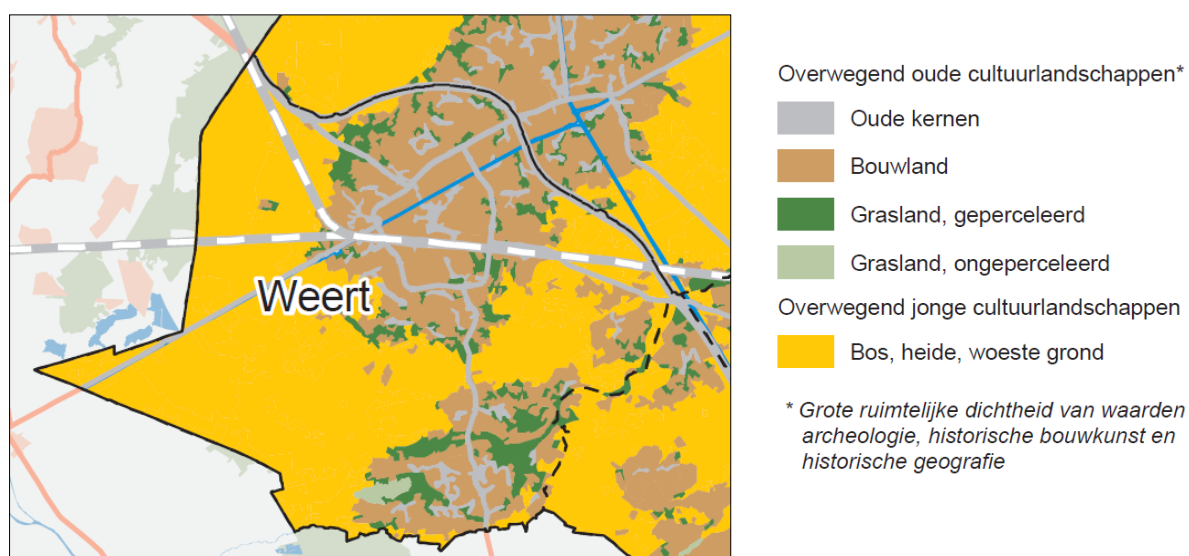 Weert
Overwegend oude cultuurlandschappen*
Oude kernen
Bouwland
Grasland, geperceleerd
Grasland, ongeperceleerd
Overwegend jonge cultuurlandschappen
Bos, heide, woeste grond
* Grote ruimtelijke dichtheid van waarden
archeologie, historische bouwkunst en
historische geografie